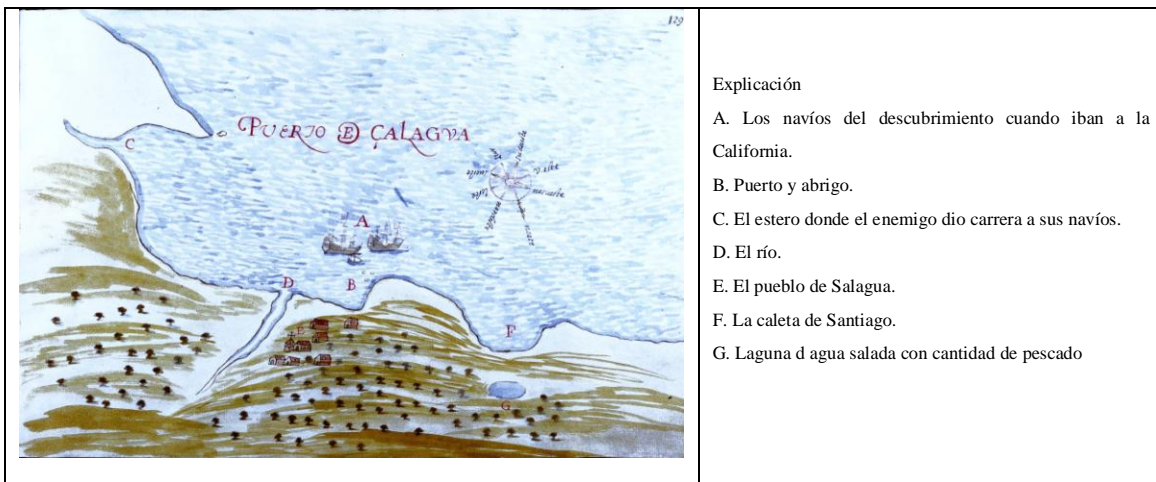 129
PUERTO DE ÇALAGVA
C
A
D
B
E
F
G
Explicación
A. Los navíos del descubrimiento cuando iban a la
California.
B. Puerto y abrigo.
C. El estero donde el enemigo dio carrera a sus navíos.
D. El río.
E. El pueblo de Salagua.
F. La caleta de Santiago.
G. Laguna d agua salada con cantidad de pescado